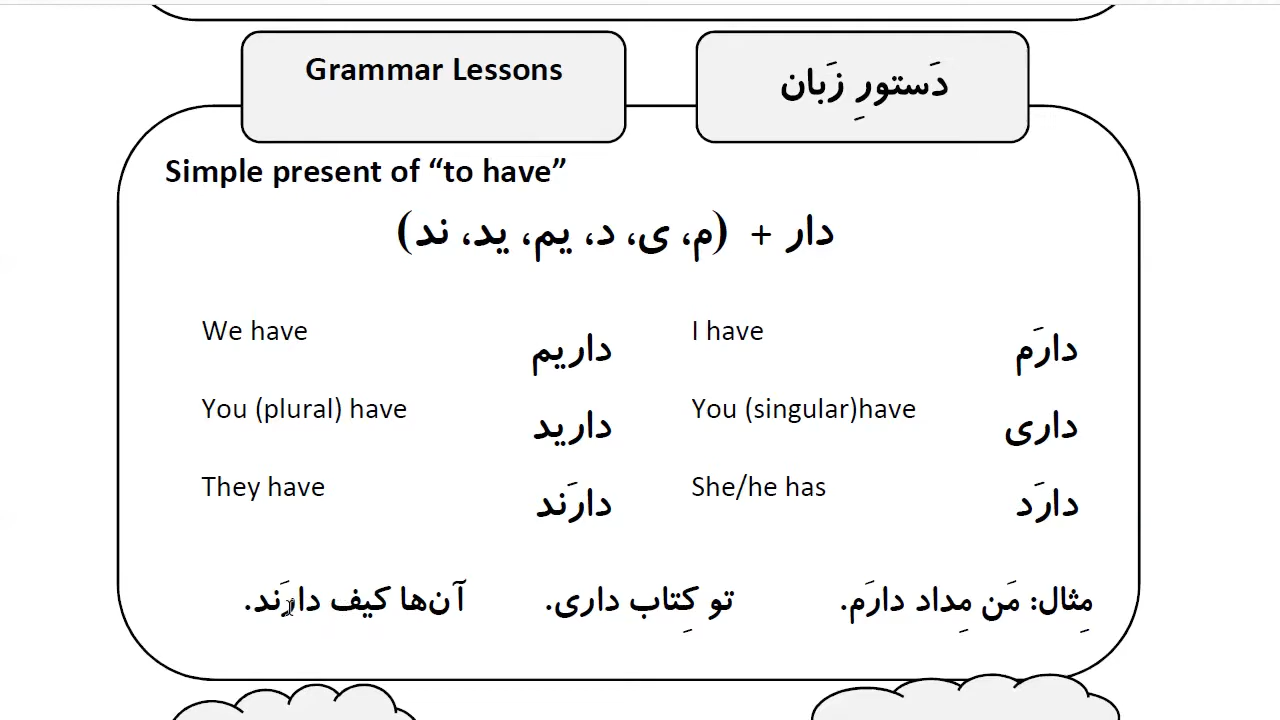 Grammar Lessons
دَستورِ زَبان
Simple present of “to have”
دار + (م، ی، د، یم، ید، ند)
I have دارَم
We have داریم
You (singular)have داری
You (plural) have دارید
She/he has دارَد
They have دارَند
مِثال: مَن مِداد دارَم. تو کِتاب داری. آن‌ها کیف دارَند.